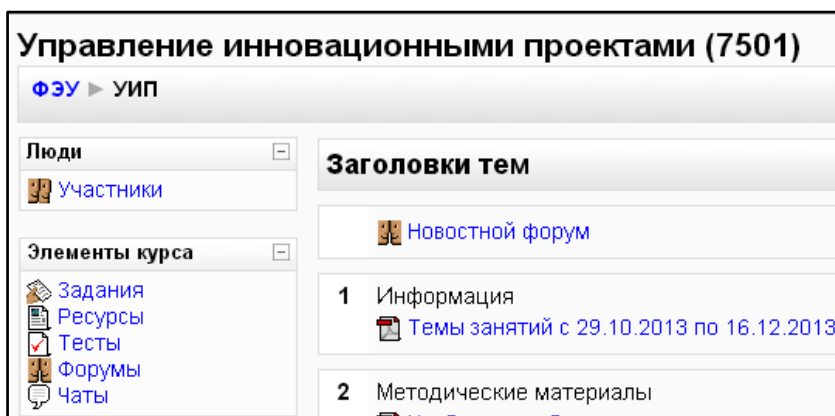 Управление инновационными проектами (7501)
ФЭУ ► УИП
Люди
Участники
Элементы курса
Задания
Ресурсы
Тесты
Форумы
Чаты
Заголовки тем
Новостной форум
1 Информация
Темы занятий с 29.10.2013 по 16.12.2013
2 Методические материалы